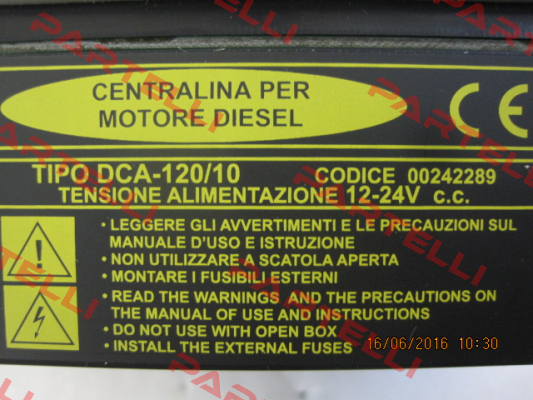 CENTRALINA PER
MOTORE DIESEL
CE
TIPO DCA-120/10 CODICE 00242289
TENSIONE ALIMENTAZIONE 12-24V c.c.
• LEGGERE GLI AVVERTIMENTI E LE PRECAUZIONI SUL
MANUALE D'USO E ISTRUZIONE
• NON UTILIZZARE A SCATOLA APERTA
• MONTARE I FUSIBILI ESTERNI
• READ THE WARNINGS AND THE PRECAUTIONS ON
THE MANUAL OF USE AND INSTRUCTIONS
• DO NOT USE WITH OPEN BOX
• INSTALL THE EXTERNAL FUSES
16/06/2016 10:30
PARTELLI
PARTELLI
PARTELLI
PARTELLI
PARTELLI